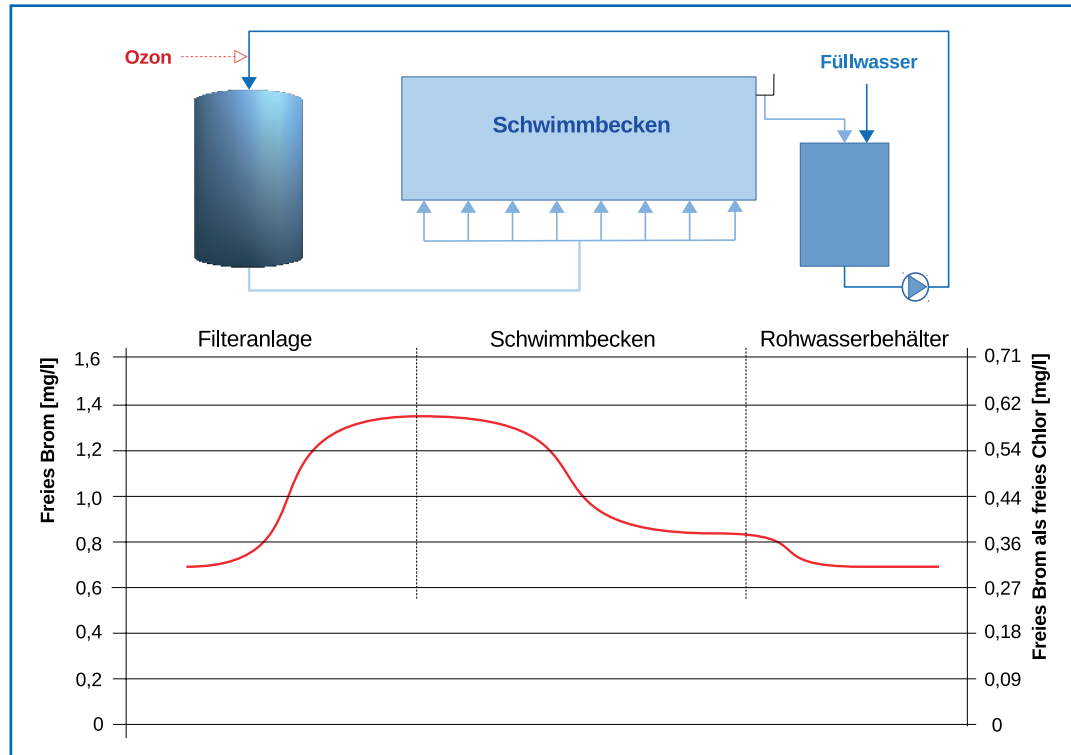 Ozon
Füllwasser
Schwimmbecken
Filteranlage
Schwimmbecken
Rohwasserbehälter
Freies Brom [mg/l]
1,6
1,4
1,2
1,0
0,8
0,6
0,4
0,2
0
0,71
0,62
0,54
0,44
0,36
0,27
0,18
0,09
0
Freies Brom als freies Chlor [mg/l]